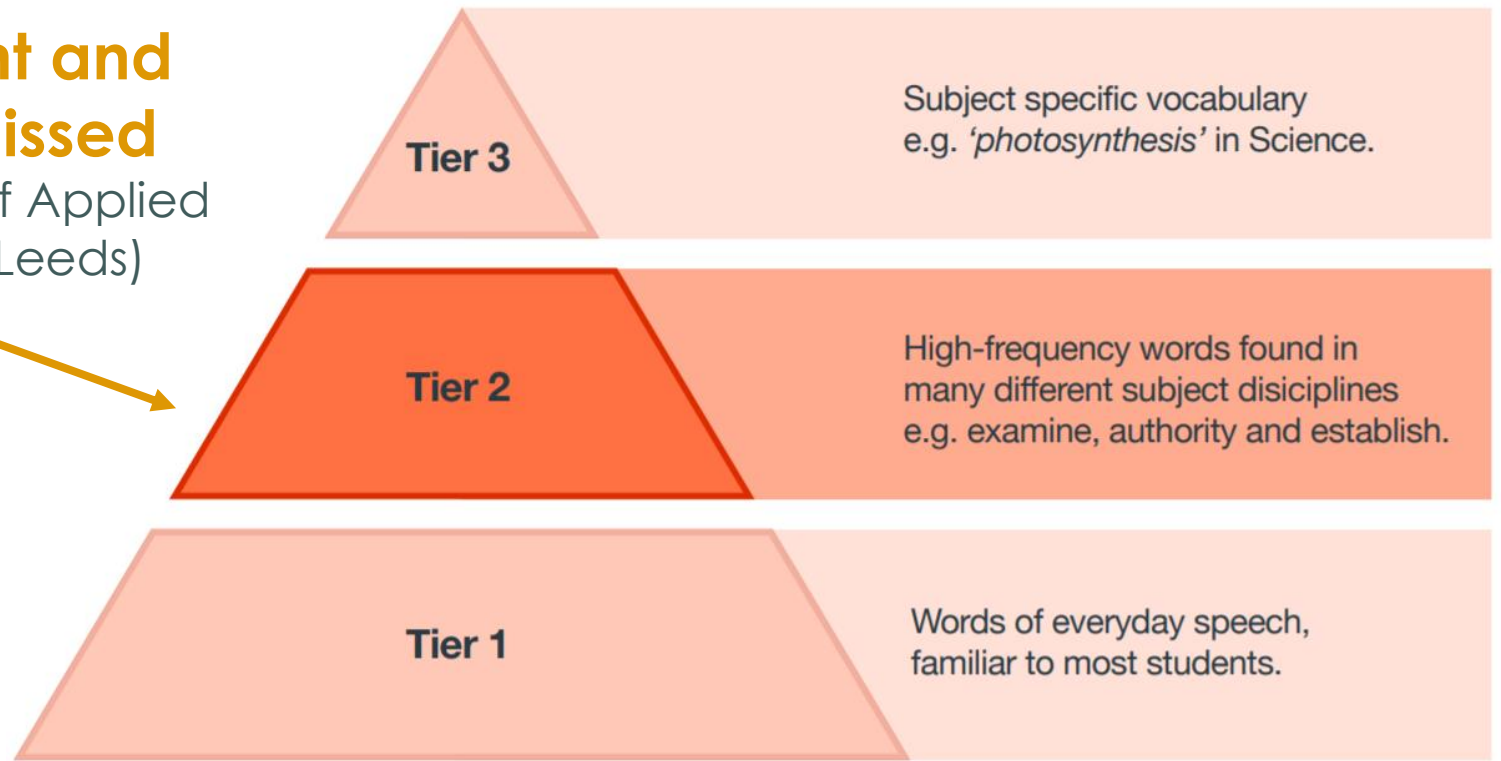 nt and
issed
f Applied
Leeds)
Tier 3
Subject specific vocabulary
e.g. ‘photosynthesis’ in Science.
Tier 2
High-frequency words found in
many different subject disiciplines
e.g. examine, authority and establish.
Tier 1
Words of everyday speech,
familiar to most students.